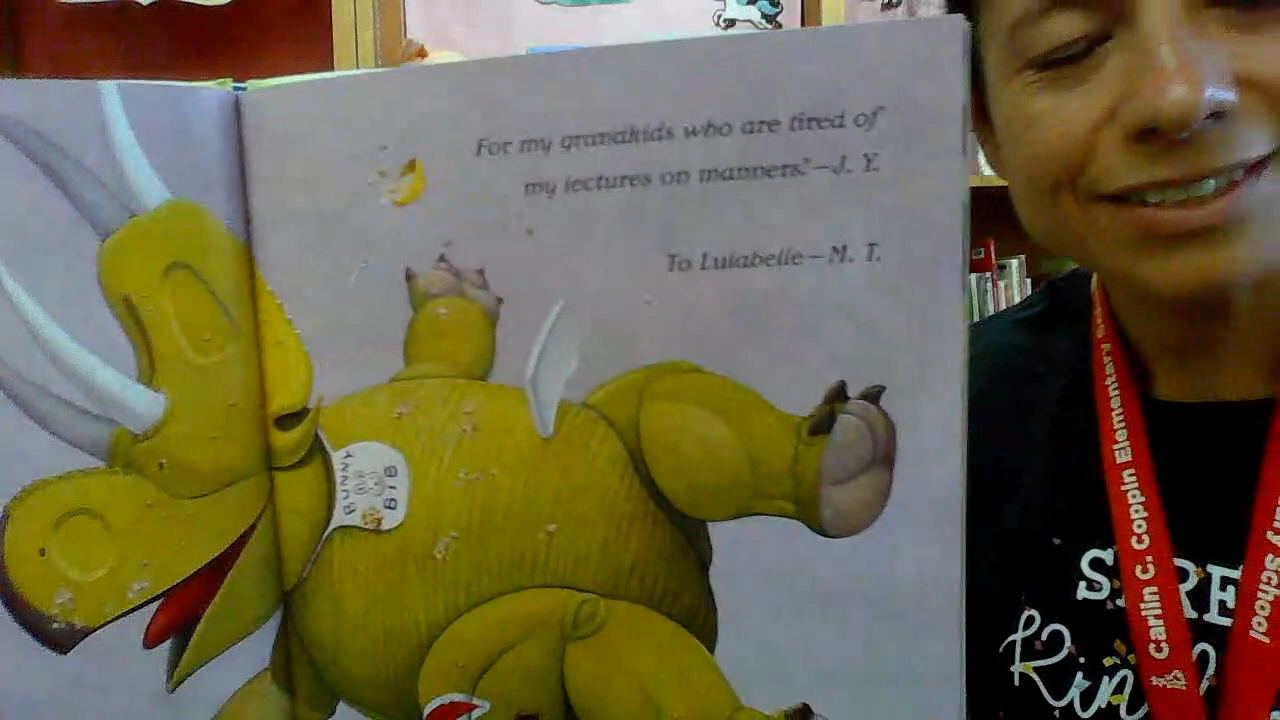 For my grandkids who are tired of
my lectures on manners.—J. Y.
To Lulabelle—M. T.
BUNNY
BIB
Carlin C. Coppin Elementary
School